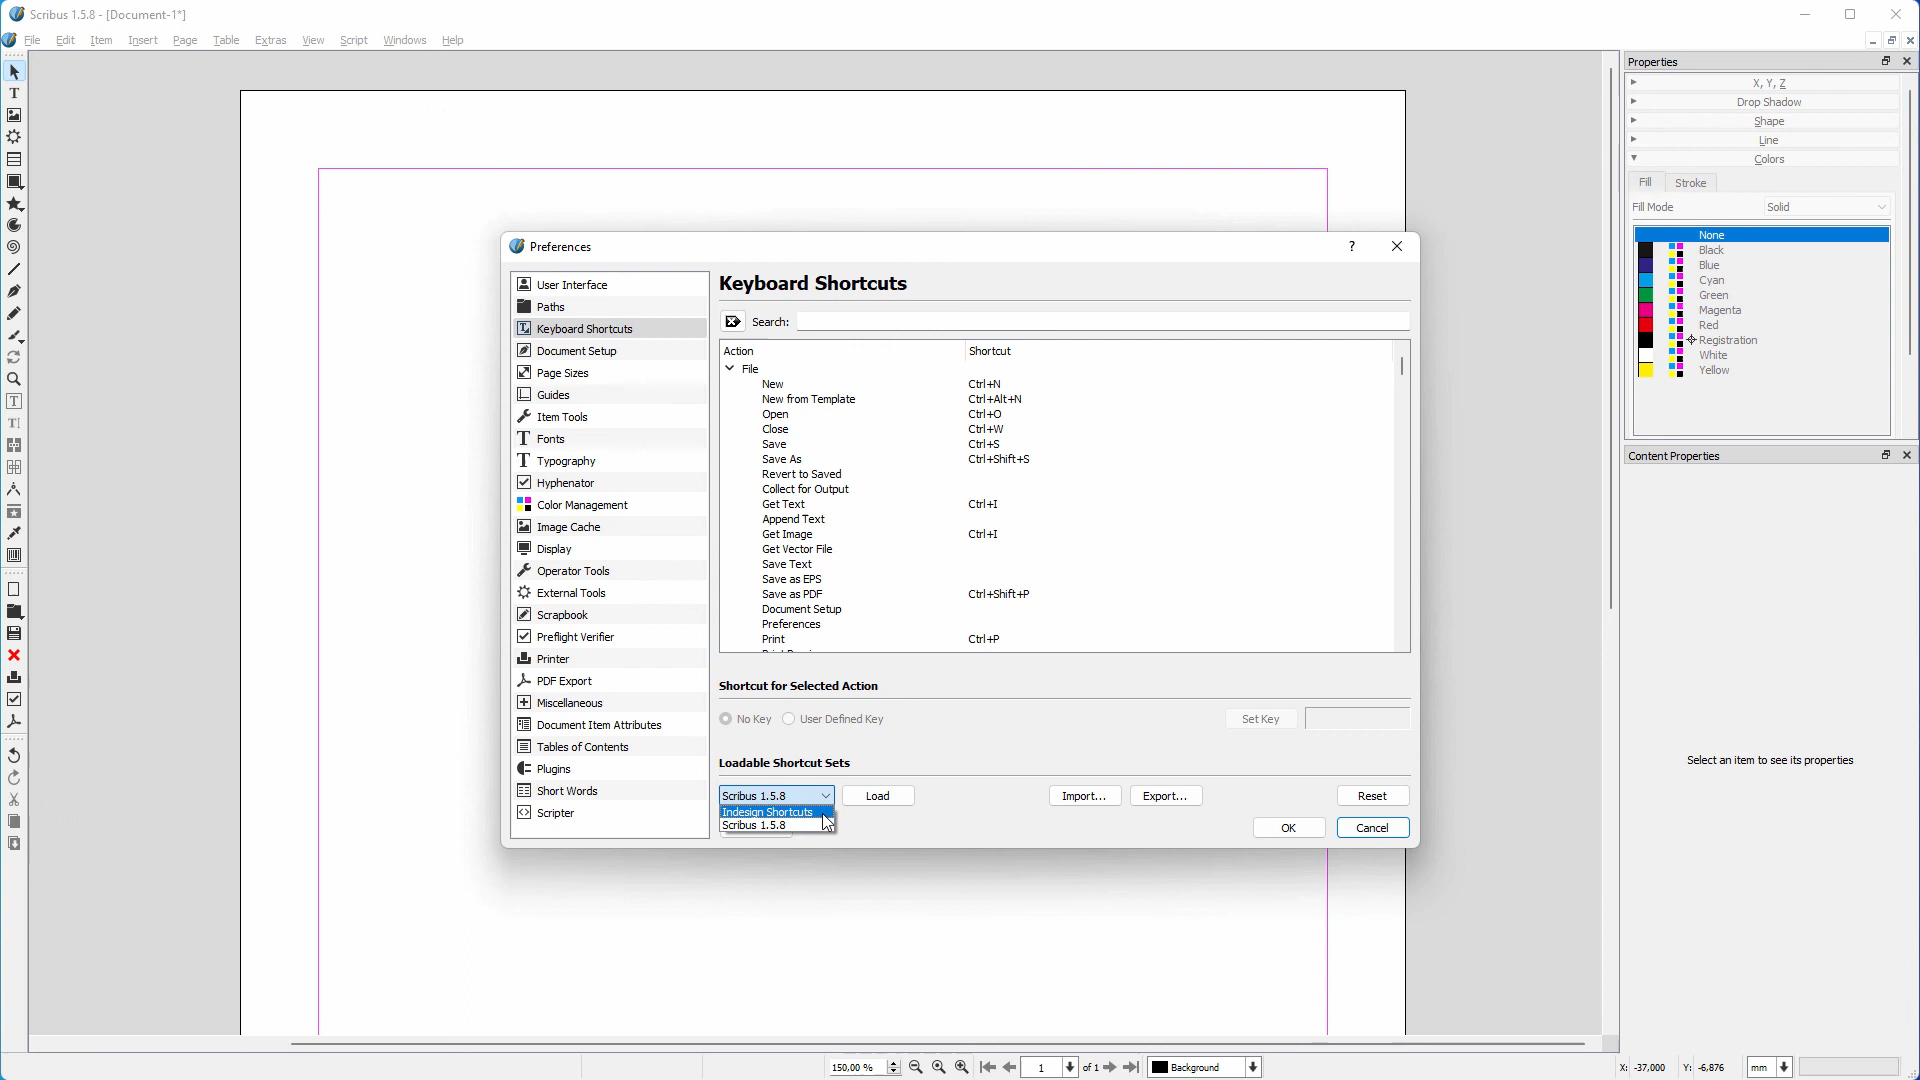 Scribus 1.5.8 - [Document-1*]
File Edit Item Insert Page Table Extras View Script Windows Help
Properties
X, Y, Z
Drop Shadow
Shape
Line
Colors
Fill Stroke
Fill Mode Solid
None
Black
Blue
Cyan
Green
Magenta
Red
Registration
White
Yellow
Content Properties
Select an item to see its properties
Preferences ?
User Interface
Paths
Keyboard Shortcuts
Document Setup
Page Sizes
Guides
Item Tools
Fonts
Typography
Hyphenator
Color Management
Image Cache
Display
Operator Tools
External Tools
Scrapbook
Preflight Verifier
Printer
PDF Export
Miscellaneous
Document Item Attributes
Tables of Contents
Plugins
Short Words
Scripter
Keyboard Shortcuts
Search:
Action Shortcut
File
New Ctrl+N
New from Template Ctrl+Alt+N
Open Ctrl+O
Close Ctrl+W
Save Ctrl+S
Save As Ctrl+Shift+S
Revert to Saved
Collect for Output
Get Text Ctrl+I
Append Text
Get Image Ctrl+I
Get Vector File
Save Text
Save as EPS
Save as PDF Ctrl+Shift+P
Document Setup
Preferences
Print Ctrl+P
Shortcut for Selected Action
No Key User Defined Key Set Key
Loadable Shortcut Sets
Scribus 1.5.8 Load Import... Export... Reset
Indesign Shortcuts
Scribus 1.5.8
OK Cancel
150,00 % 1 of 1 Background X: -37,000 Y: -6,876 mm